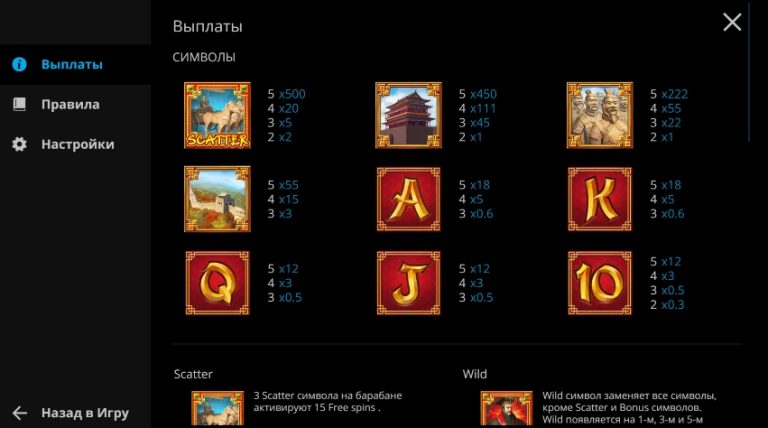 Выплаты
СИМВОЛЫ
Выплаты
Правила
Настройки
5 x500
4 x20
3 x5
2 x2
SCATTER
5 x450
4 x111
3 x45
2 x1
5 x222
4 x55
3 x22
2 x1
5 x55
4 x15
3 x3
A
5 x18
4 x5
3 x0.6
K
5 x18
4 x5
3 x0.6
Q
5 x12
4 x3
3 x0.5
J
5 x12
4 x3
3 x0.5
10
5 x12
4 x3
3 x0.5
2 x0.3
Scatter
3 Scatter символа на барабане
активируют 15 Free spins .
Wild
Wild символ заменяет все символы,
кроме Scatter и Bonus символов.
Wild появляется на 1-м, 3-м и 5-м
Назад в Игру